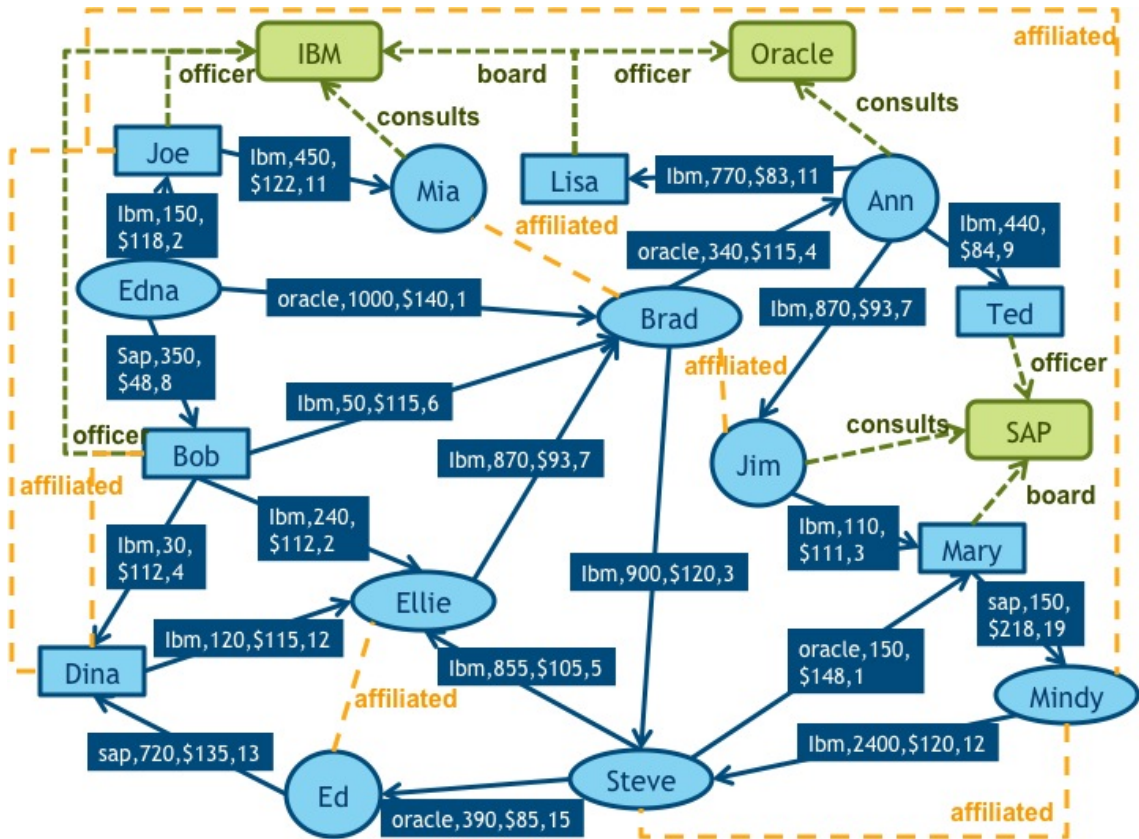 affiliated
IBM
Oracle
officer
board
officer
consults
consults
Joe
Ibm,450,
$122,11
Mia
Lisa
Ibm,770,$83,11
Ann
Ibm,150,
$118,2
affiliated
oracle,340,$115,4
Ibm,440,
$84,9
Edna
oracle,1000,$140,1
Brad
Ibm,870,$93,7
Ted
Sap,350,
$48,8
Ibm,50,$115,6
affiliated
officer
officer
Bob
consults
SAP
Ibm,870,$93,7
Jim
affiliated
board
Ibm,240,
$112,2
Ibm,110,
$111,3
Mary
Ibm,30,
$112,4
Ibm,900,$120,3
Ellie
sap,150,
$218,19
Ibm,120,$115,12
oracle,150,
$148,1
Dina
Ibm,855,$105,5
affiliated
Mindy
sap,720,$135,13
Ibm,2400,$120,12
Ed
Steve
oracle,390,$85,15
affiliated